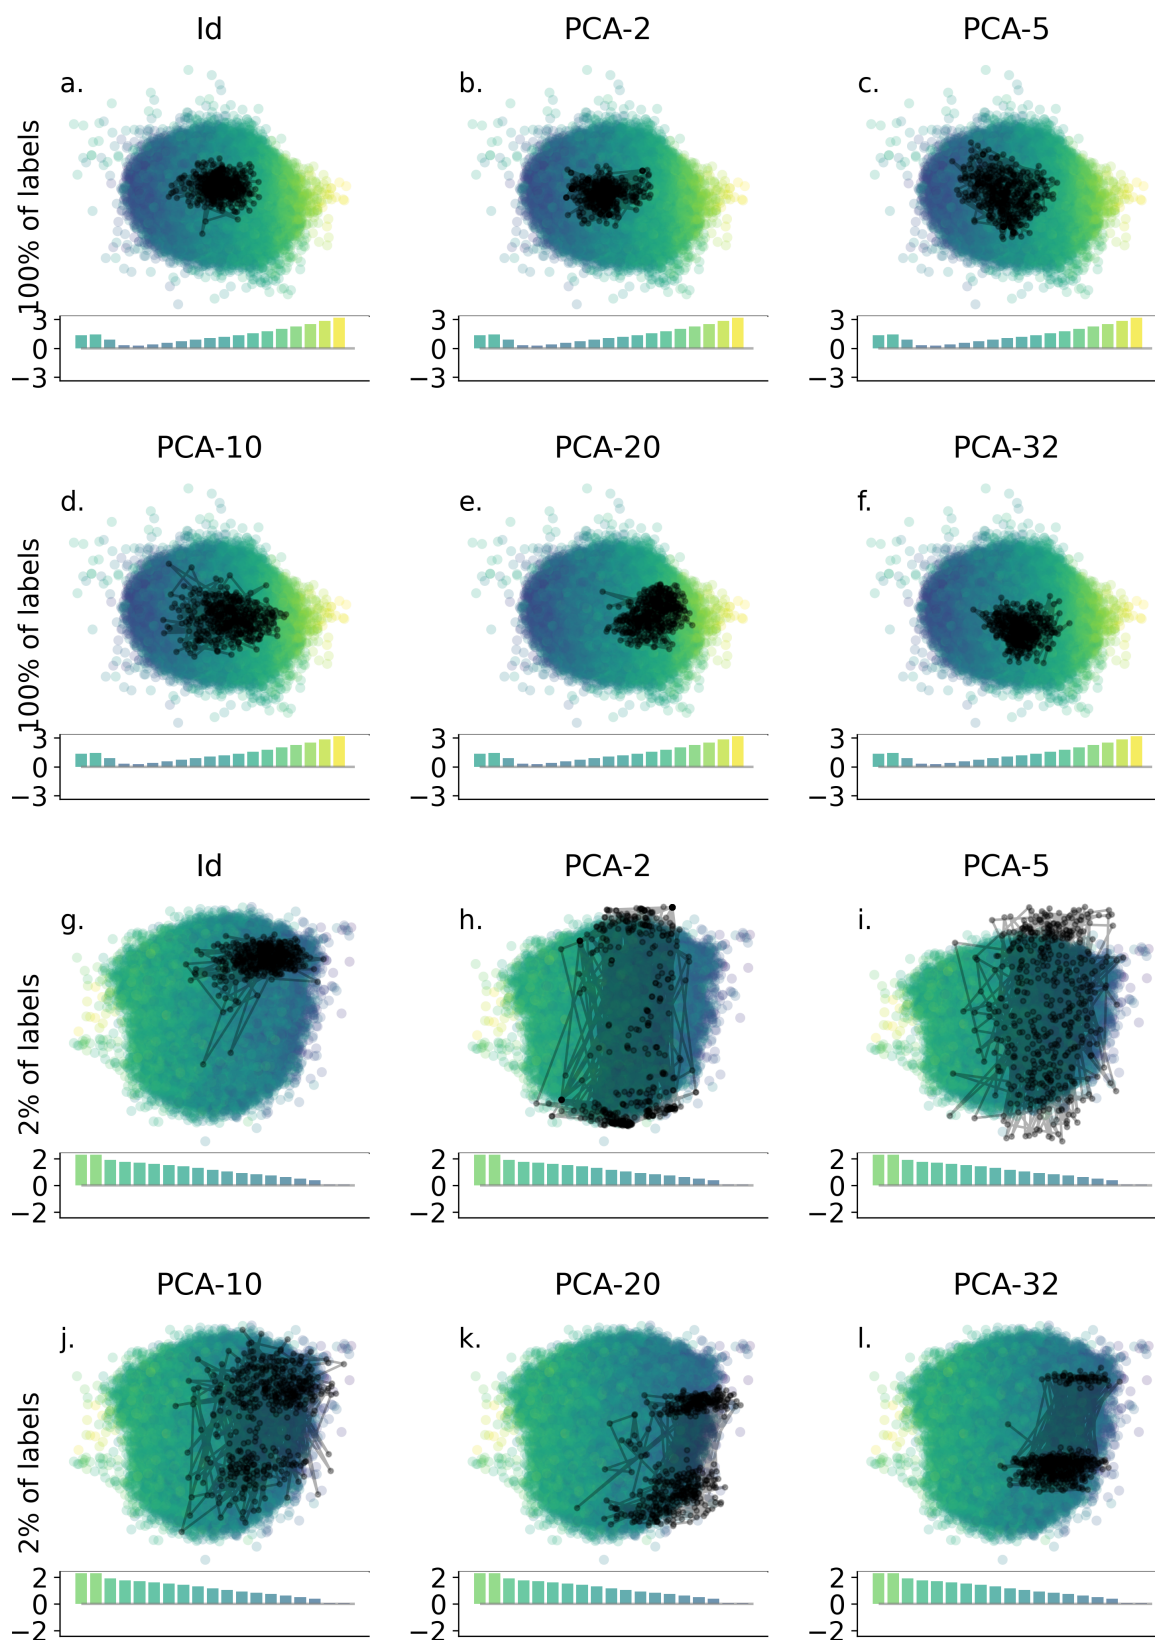 Id PCA-2 PCA-5
a. b. c.
100% of labels
3 3 3
0 0 0
−3 −3 −3
PCA-10 PCA-20 PCA-32
d. e. f.
100% of labels
3 3 3
0 0 0
−3 −3 −3
Id PCA-2 PCA-5
g. h. i.
2% of labels
2 2 2
0 0 0
−2 −2 −2
PCA-10 PCA-20 PCA-32
j. k. l.
2% of labels
2 2 2
0 0 0
−2 −2 −2